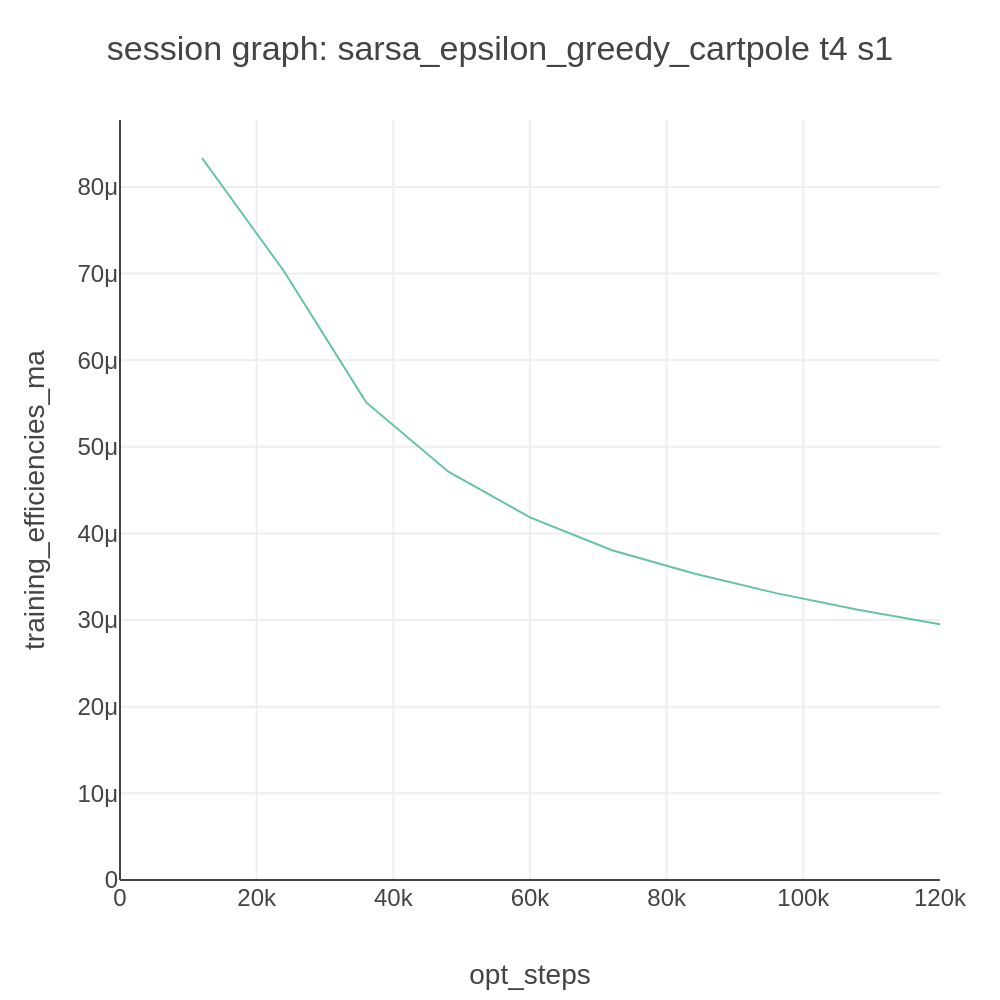 session graph: sarsa_epsilon_greedy_cartpole t4 s1
training_efficiencies_ma
80μ
70μ
60μ
50μ
40μ
30μ
20μ
10μ
0
0 20k 40k 60k 80k 100k 120k
opt_steps